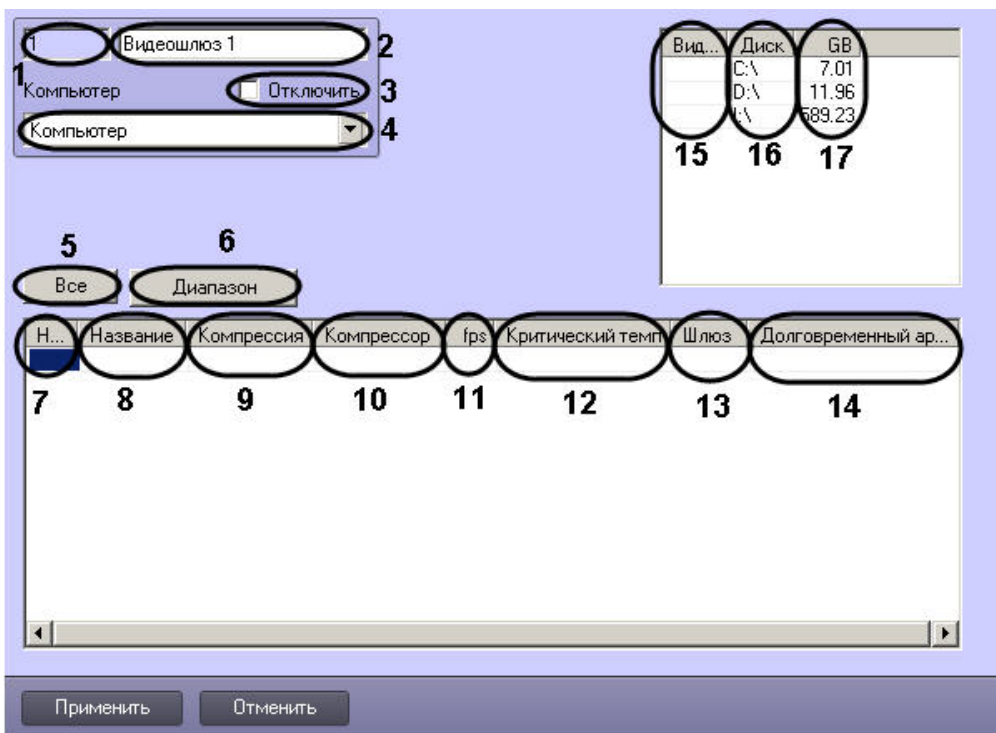 1 Видеошлюз 1 2
1
Компьютер Отключить 3
Компьютер 4
Вид... Диск GB
C:\ 7.01
D:\ 11.96
:\ 589.23
15 16 17
5 6
Все Диапазон
Н... Название Компрессия Компрессор fps Критический темп Шлюз Долговременный ар...
7 8 9 10 11 12 13 14
Применить Отменить